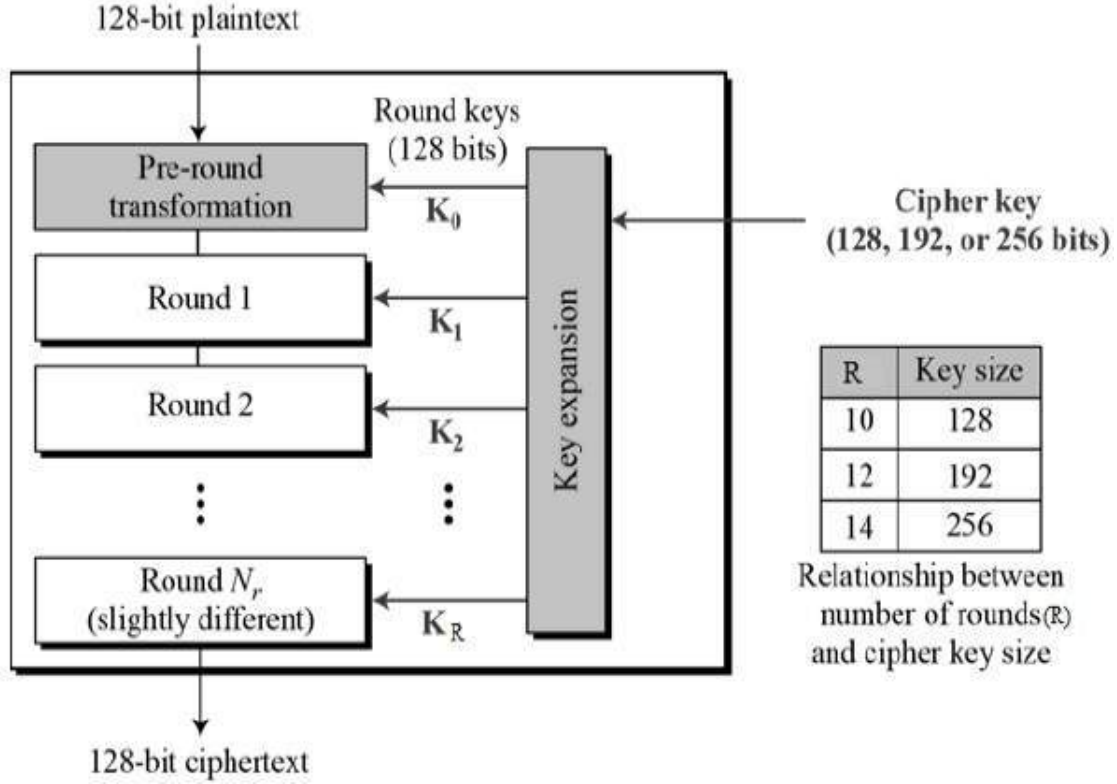 128-bit plaintext
Round keys
(128 bits)
Pre-round
transformation
K₀
Cipher key
(128, 192, or 256 bits)
Round 1
K₁
Key expansion
Round 2
K₂
R Key size
10 128
12 192
14 256
Relationship between
number of rounds(R)
and cipher key size
Round Nᵣ
(slightly different)
K R
128-bit ciphertext